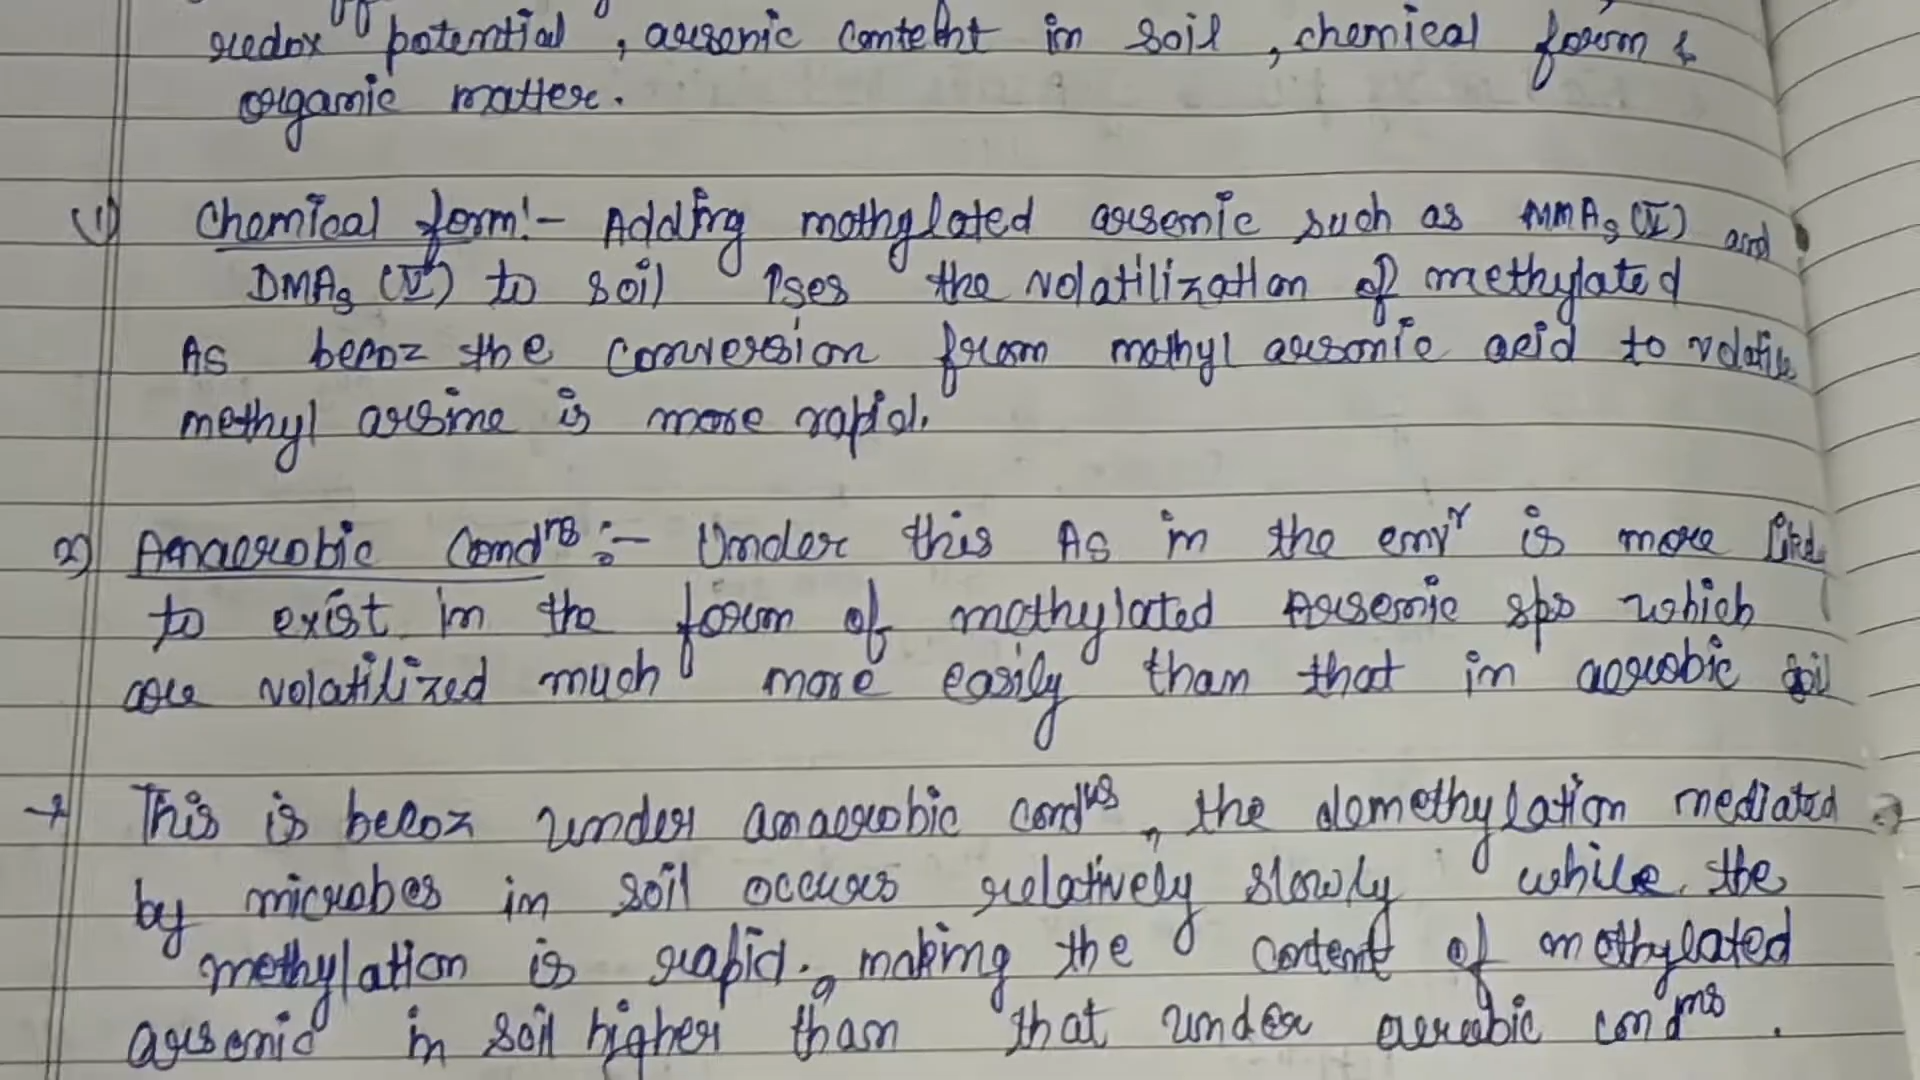 redox potential, arsenic content in soil, chemical form &
organic matter.
(1) Chemical form:- Adding methylated arsenic such as MMAs (V) and
DMAs (V) to soil ↑ses the volatilization of methylated
As becoz the conversion from methyl arsonic acid to volatile
methyl arsine is more rapid.
2) Anaerobic Condns :- Under this As in the envr is more
to exist in the form of methylated Arsenic sps which
are volatilized much more easily than that in aerobic soil
→ This is becoz under anaerobic condns, the demethylation mediated
by microbes in soil occurs relatively slowly while the
methylation is rapid, making the content of methylated
arsenic in soil higher than that under aerobic condns.